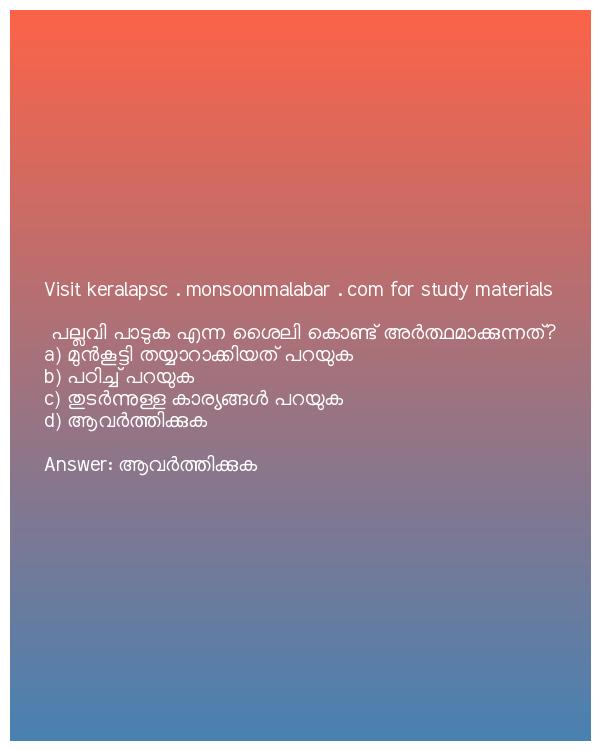 Visit keralapsc . monsoonmalabar . com for study materials
പല്ലവി പാടുക എന്ന ശൈലി കൊണ്ട് അർത്ഥമാക്കുന്നത്?
a) മുൻകൂട്ടി തയ്യാറാക്കിയത് പറയുക
b) പഠിച്ച് പറയുക
c) തുടർന്നുള്ള കാര്യങ്ങൾ പറയുക
d) ആവർത്തിക്കുക
Answer: ആവർത്തിക്കുക